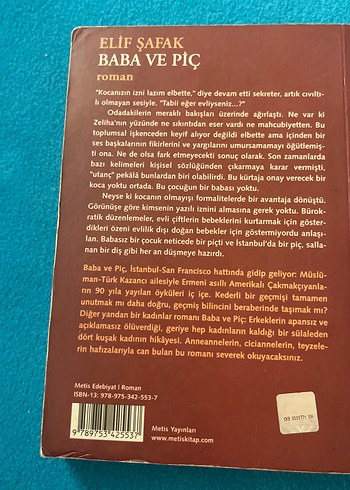 ELİF ŞAFAK
BABA VE PİÇ
roman
"Kocanızın izni lazım elbette," diye devam etti sekreter, artık cıvıltı-
lı olmayan sesiyle. "Tabii eğer evliyseniz...?"
Odadakilerin meraklı bakışları üzerinde ağırlaştı. Ne var ki
Zeliha'nın yüzünde ne sıkıntıdan eser vardı ne mahcubiyetten. Bu
toplumsal işkenceden keyif alıyor değildi elbette ama içinden bir
ses başkalarının fikirlerini ve yargılarını umursamamayı öğütlemiş-
ti ona. Ne de olsa fark etmeyecekti sonuç olarak. Son zamanlarda
bazı kelimeleri kişisel sözlüğünden çıkarmaya karar vermişti,
"utanç" pekâlâ bunlardan biri olabilirdi. Bu kürtaja onay verecek bir
koca yoktu ortada. Bu çocuğun bir babası yoktu.
Neyse ki kocanın olmayışı formalitelerde bir avantaja dönüştü.
Görünüşe göre kimsenin yazılı iznini almasına gerek yoktu. Bürok-
ratik düzenlemeler, evli çiftlerin bebeklerini kurtarmak için göster-
dikleri özeni evlilik dışı doğan bebekler için göstermiyordu anlaşı-
lan. Babasız bir çocuk neticede bir piçti ve İstanbul'da bir piç, salla-
nan bir diş gibi her an düşmeye hazırdı.
Baba ve Piç, İstanbul-San Francisco hattında gidip geliyor: Müslü-
man-Türk Kazancı ailesiyle Ermeni asıllı Amerikalı Çakmakçıyanla-
rın 90 yıla yayılan öyküleri iç içe. Kederli bir geçmişi tamamen
unutmak mı daha doğru, geçmiş bilincini beraberinde taşımak mı?
Diğer yandan bir kadınlar romanı Baba ve Piç: Erkeklerin apansız ve
açıklamasız ölüverdiği, geriye hep kadınların kaldığı bir sülaleden
dört kuşak kadının hikâyesi. Anneannelerin, cicianelerin, teyzele-
rin hafızalarıyla can bulan bu romanı severek okuyacaksınız.
Metis Edebiyat I Roman
ISBN-13: 978-975-342-553-7
9 789753 425537
Metis Yayınları
www.metiskitap.com